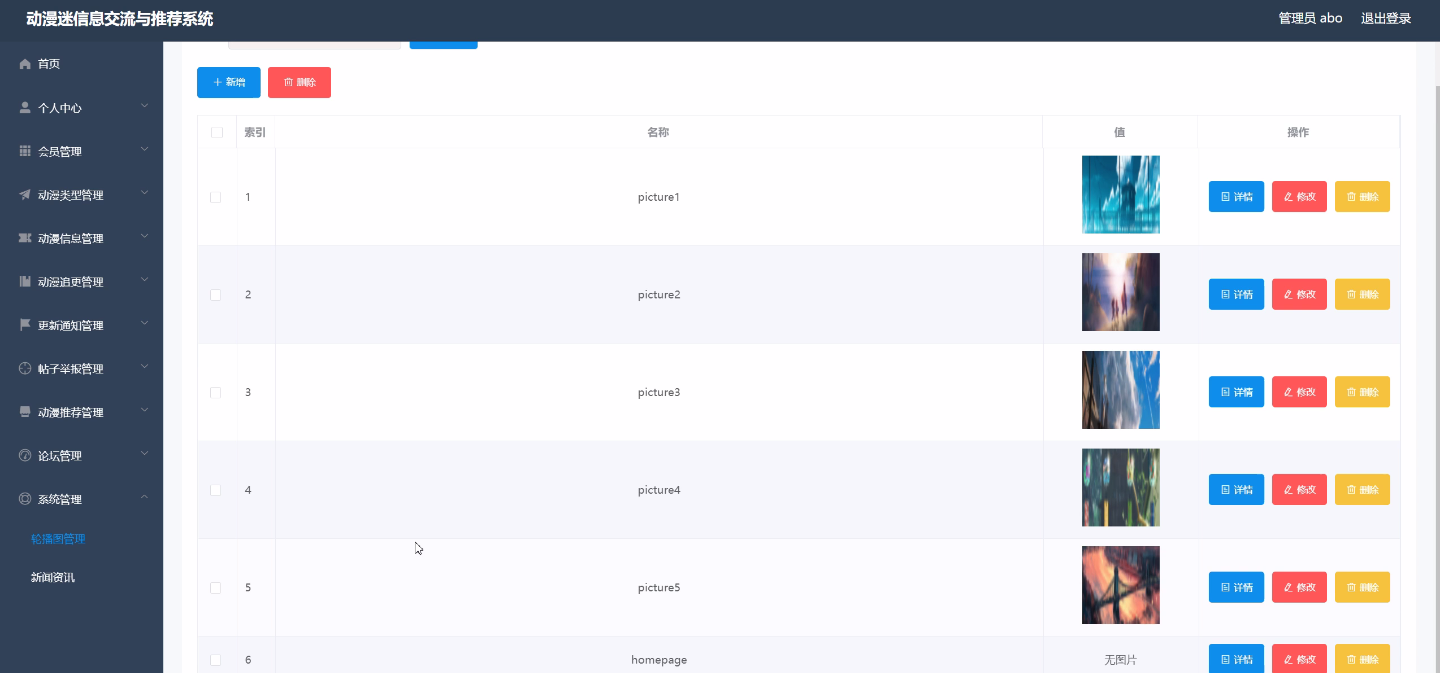 动漫迷信息交流与推荐系统
管理员 abo
退出登录
首页
个人中心
会员管理
动漫类型管理
动漫信息管理
动漫追更管理
更新通知管理
帖子举报管理
动漫推荐管理
论坛管理
系统管理
轮播图管理
新闻资讯
新增
删除
索引 名称 值 操作
1 picture1 详情 修改 删除
2 picture2 详情 修改 删除
3 picture3 详情 修改 删除
4 picture4 详情 修改 删除
5 picture5 详情 修改 删除
6 homepage 无图片 详情 修改 删除